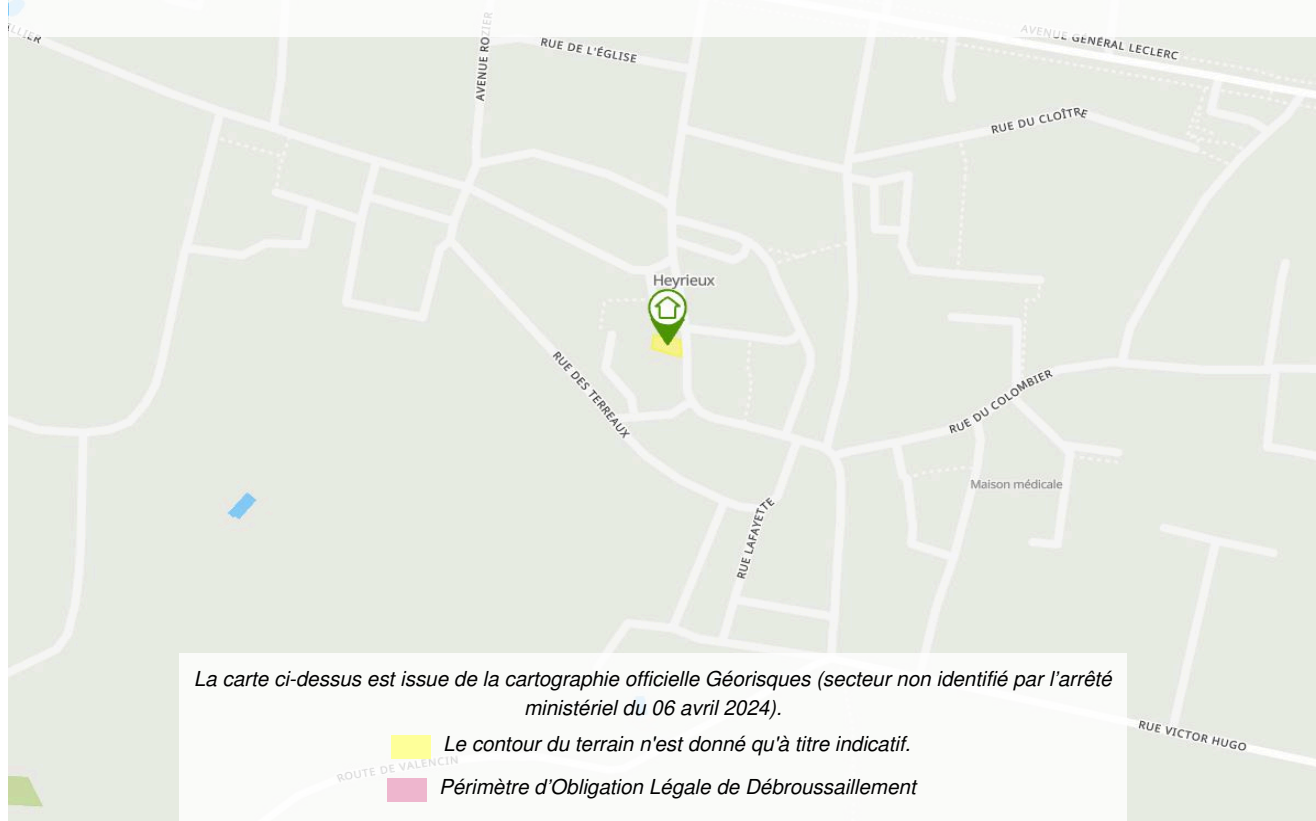 AVENUE GÉNÉRAL LECLERC
AVENUE ROZIER
RUE DE L'ÉGLISE
RUE DU CLOÎTRE
Heyrieux
RUE DES TERREAUX
RUE DU COLOMBIER
Maison médicale
RUE LAFAYETTE
La carte ci-dessus est issue de la cartographie officielle Géorisques (secteur non identifié par l'arrêté
ministériel du 06 avril 2024).
RUE VICTOR HUGO
Le contour du terrain n'est donné qu'à titre indicatif.
ROUTE DE VALENCIN
Périmètre d'Obligation Légale de Débroussaillement